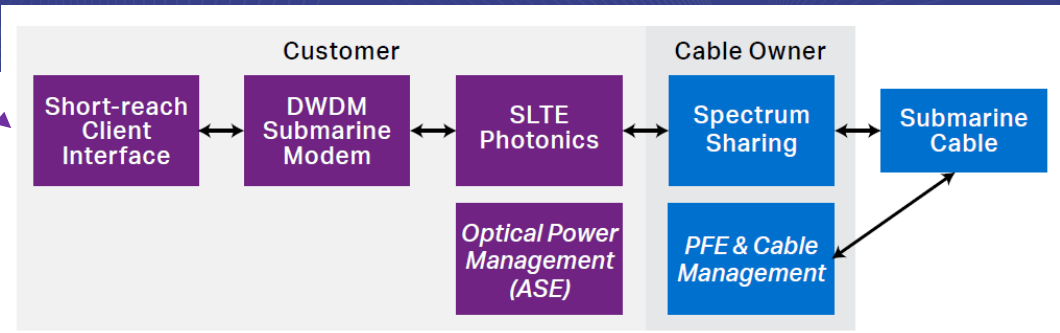 Customer
Cable Owner
Short-reach
Client
Interface
DWDM
Submarine
Modem
SLTE
Photonics
Spectrum
Sharing
Submarine
Cable
Optical Power
Management
(ASE)
PFE & Cable
Management